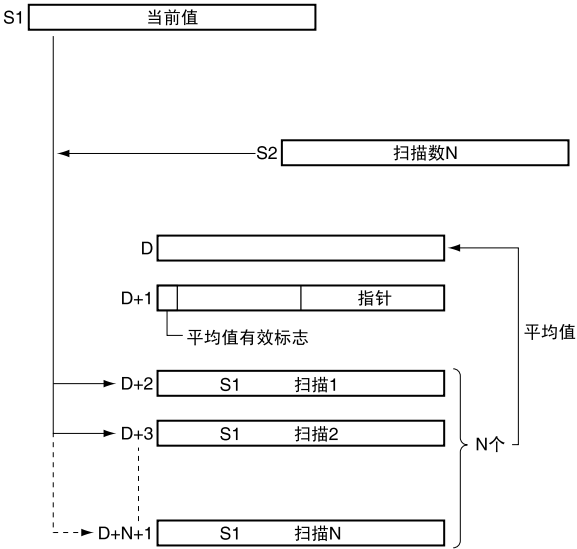 S1 当前值
S2 扫描数N
D
D+1 指针
平均值有效标志
平均值
D+2 S1 扫描1
D+3 S1 扫描2
N个
D+N+1 S1 扫描N